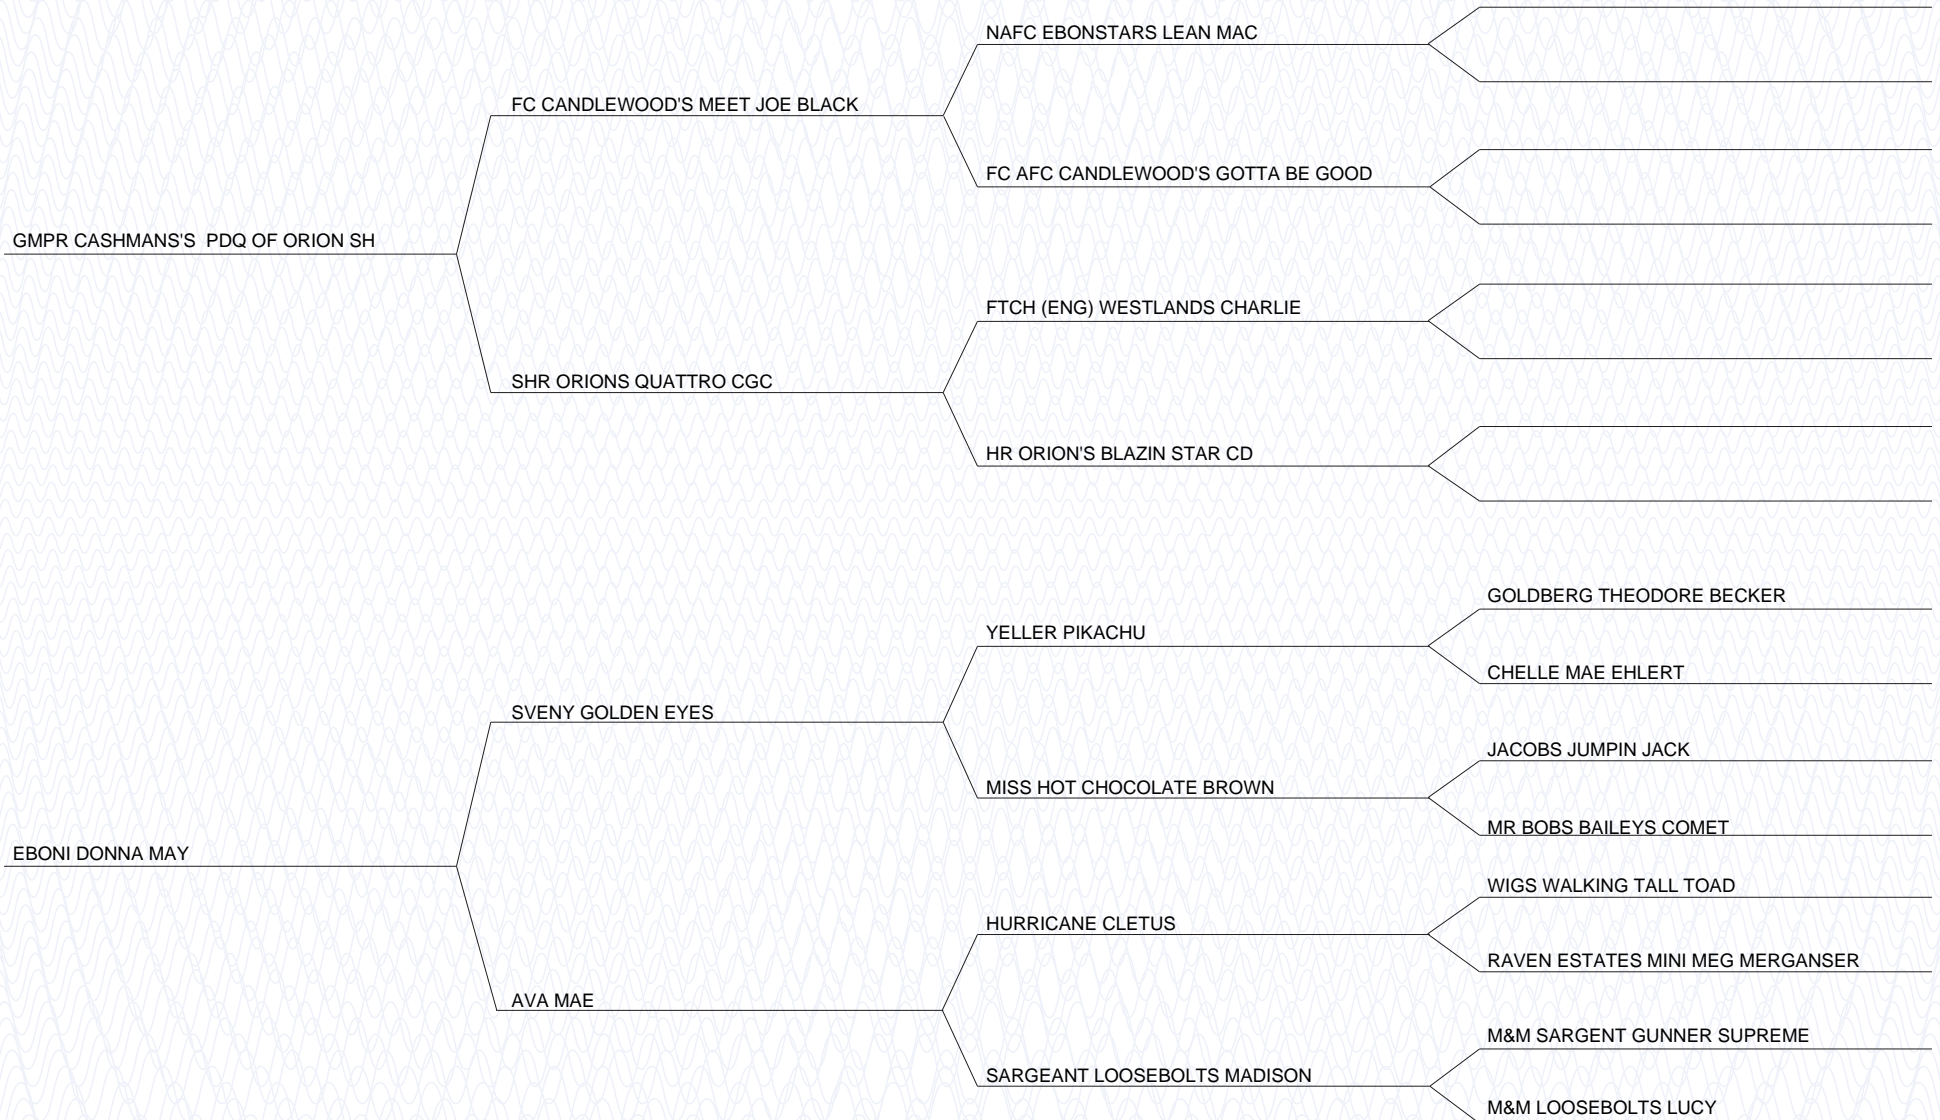 NAFC EBONSTARS LEAN MAC
FC CANDLEWOOD'S MEET JOE BLACK
FC AFC CANDLEWOOD'S GOTTA BE GOOD
GMPR CASHMANS'S  PDQ OF ORION SH
FTCH (ENG) WESTLANDS CHARLIE
SHR ORIONS QUATTRO CGC
HR ORION'S BLAZIN STAR CD
GOLDBERG THEODORE BECKER
YELLER PIKACHU
CHELLE MAE EHLERT
SVENY GOLDEN EYES
JACOBS JUMPIN JACK
MISS HOT CHOCOLATE BROWN
MR BOBS BAILEYS COMET
EBONI DONNA MAY
WIGS WALKING TALL TOAD
HURRICANE CLETUS
RAVEN ESTATES MINI MEG MERGANSER
AVA MAE
M&M SARGENT GUNNER SUPREME
SARGEANT LOOSEBOLTS MADISON
M&M LOOSEBOLTS LUCY